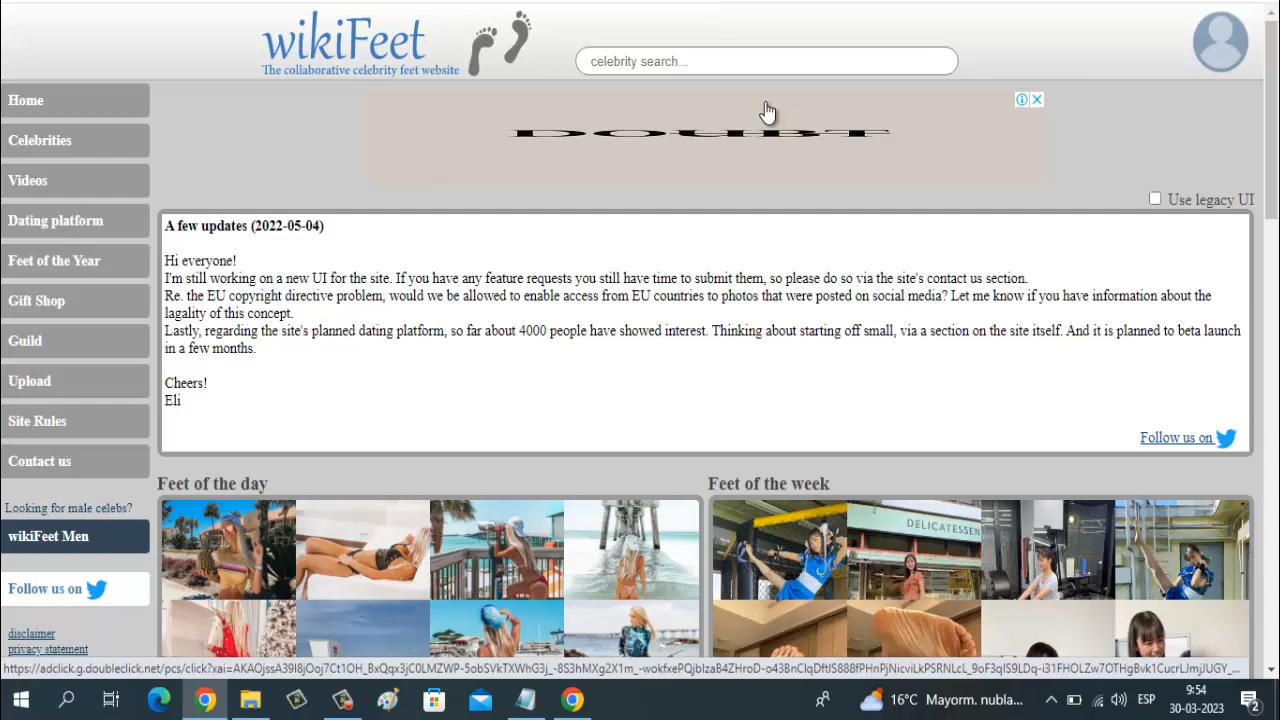 wikiFeet
The collaborative celebrity feet website
celebrity search...
DOUBT
Use legacy UI
Home
Celebrities
Videos
Dating platform
Feet of the Year
Gift Shop
Guild
Upload
Site Rules
Contact us
Looking for male celebs?
wikiFeet Men
Follow us on
disclaimer
privacy statement
A few updates (2022-05-04)
Hi everyone!
I'm still working on a new UI for the site. If you have any feature requests you still have time to submit them, so please do so via the site's contact us section.
Re. the EU copyright directive problem, would we be allowed to enable access from EU countries to photos that were posted on social media? Let me know if you have information about the
lagality of this concept.
Lastly, regarding the site's planned dating platform, so far about 4000 people have showed interest. Thinking about starting off small, via a section on the site itself. And it is planned to beta launch
in a few months.
Cheers!
Eli
Follow us on
Feet of the day
Feet of the week
DELICATESSEN
16°C Mayorm. nubla...
ESP
9:54
30-03-2023
2